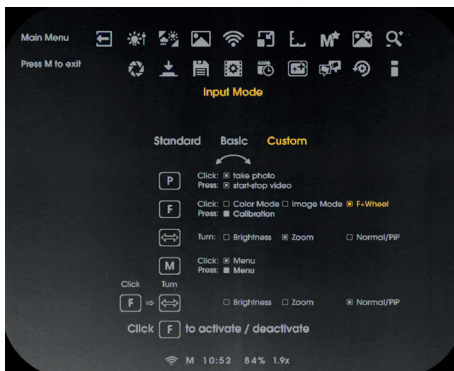 Main Menu
Press M to exit
M
Input Mode
Standard Basic Custom
P Click: take photo
Press: start-stop video
F Click: Color Mode Image Mode F+Wheel
Press: Calibration
Turn: Brightness Zoom Normal/PiP
M Click: Menu
Press: Menu
Click Turn
F Brightness Zoom Normal/PiP
Click F to activate / deactivate
M 10:52 84% 1.9x